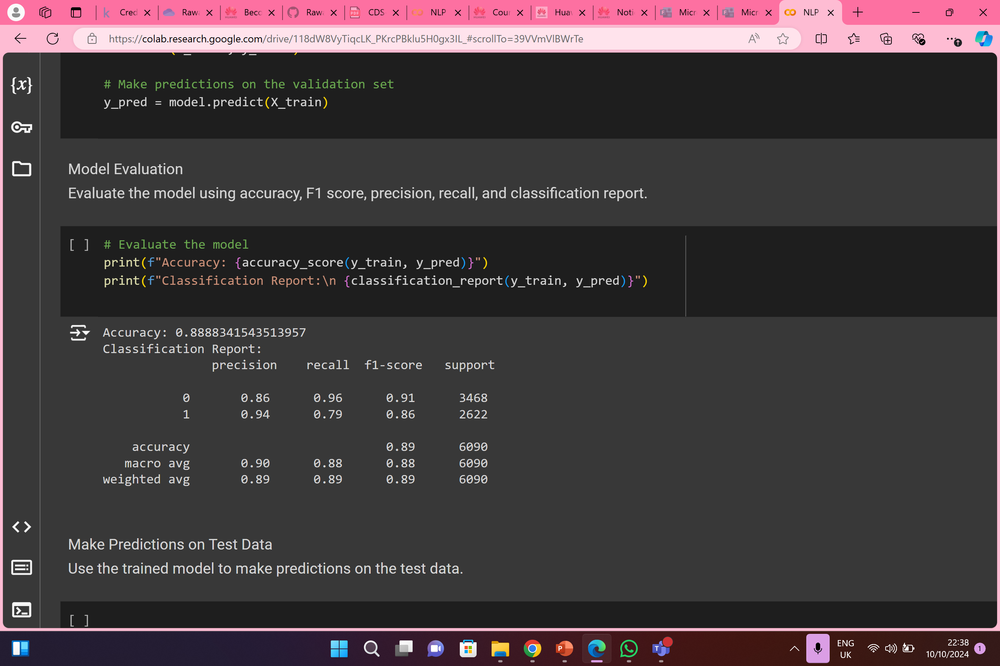 Cred
Rawa
Beco
Rawa
CDS
NLP
Cour
Huaw
Noti
Micr
Micr
NLP
https://colab.research.google.com/drive/118dW8VyTiqcLK_PKrcPBklu5H0gx3IL_#scrollTo=39VVmVlBWrTe
{x}
# Make predictions on the validation set
y_pred = model.predict(X_train)
Model Evaluation
Evaluate the model using accuracy, F1 score, precision, recall, and classification report.
[ ] # Evaluate the model
print(f"Accuracy: {accuracy_score(y_train, y_pred)}")
print(f"Classification Report:\n {classification_report(y_train, y_pred)}")
Accuracy: 0.8888341543513957
Classification Report:
precision recall f1-score support
0 0.86 0.96 0.91 3468
1 0.94 0.79 0.86 2622
accuracy 0.89 6090
macro avg 0.90 0.88 0.88 6090
weighted avg 0.89 0.89 0.89 6090
Make Predictions on Test Data
Use the trained model to make predictions on the test data.
[ ]
ENG
UK
22:38
10/10/2024
1